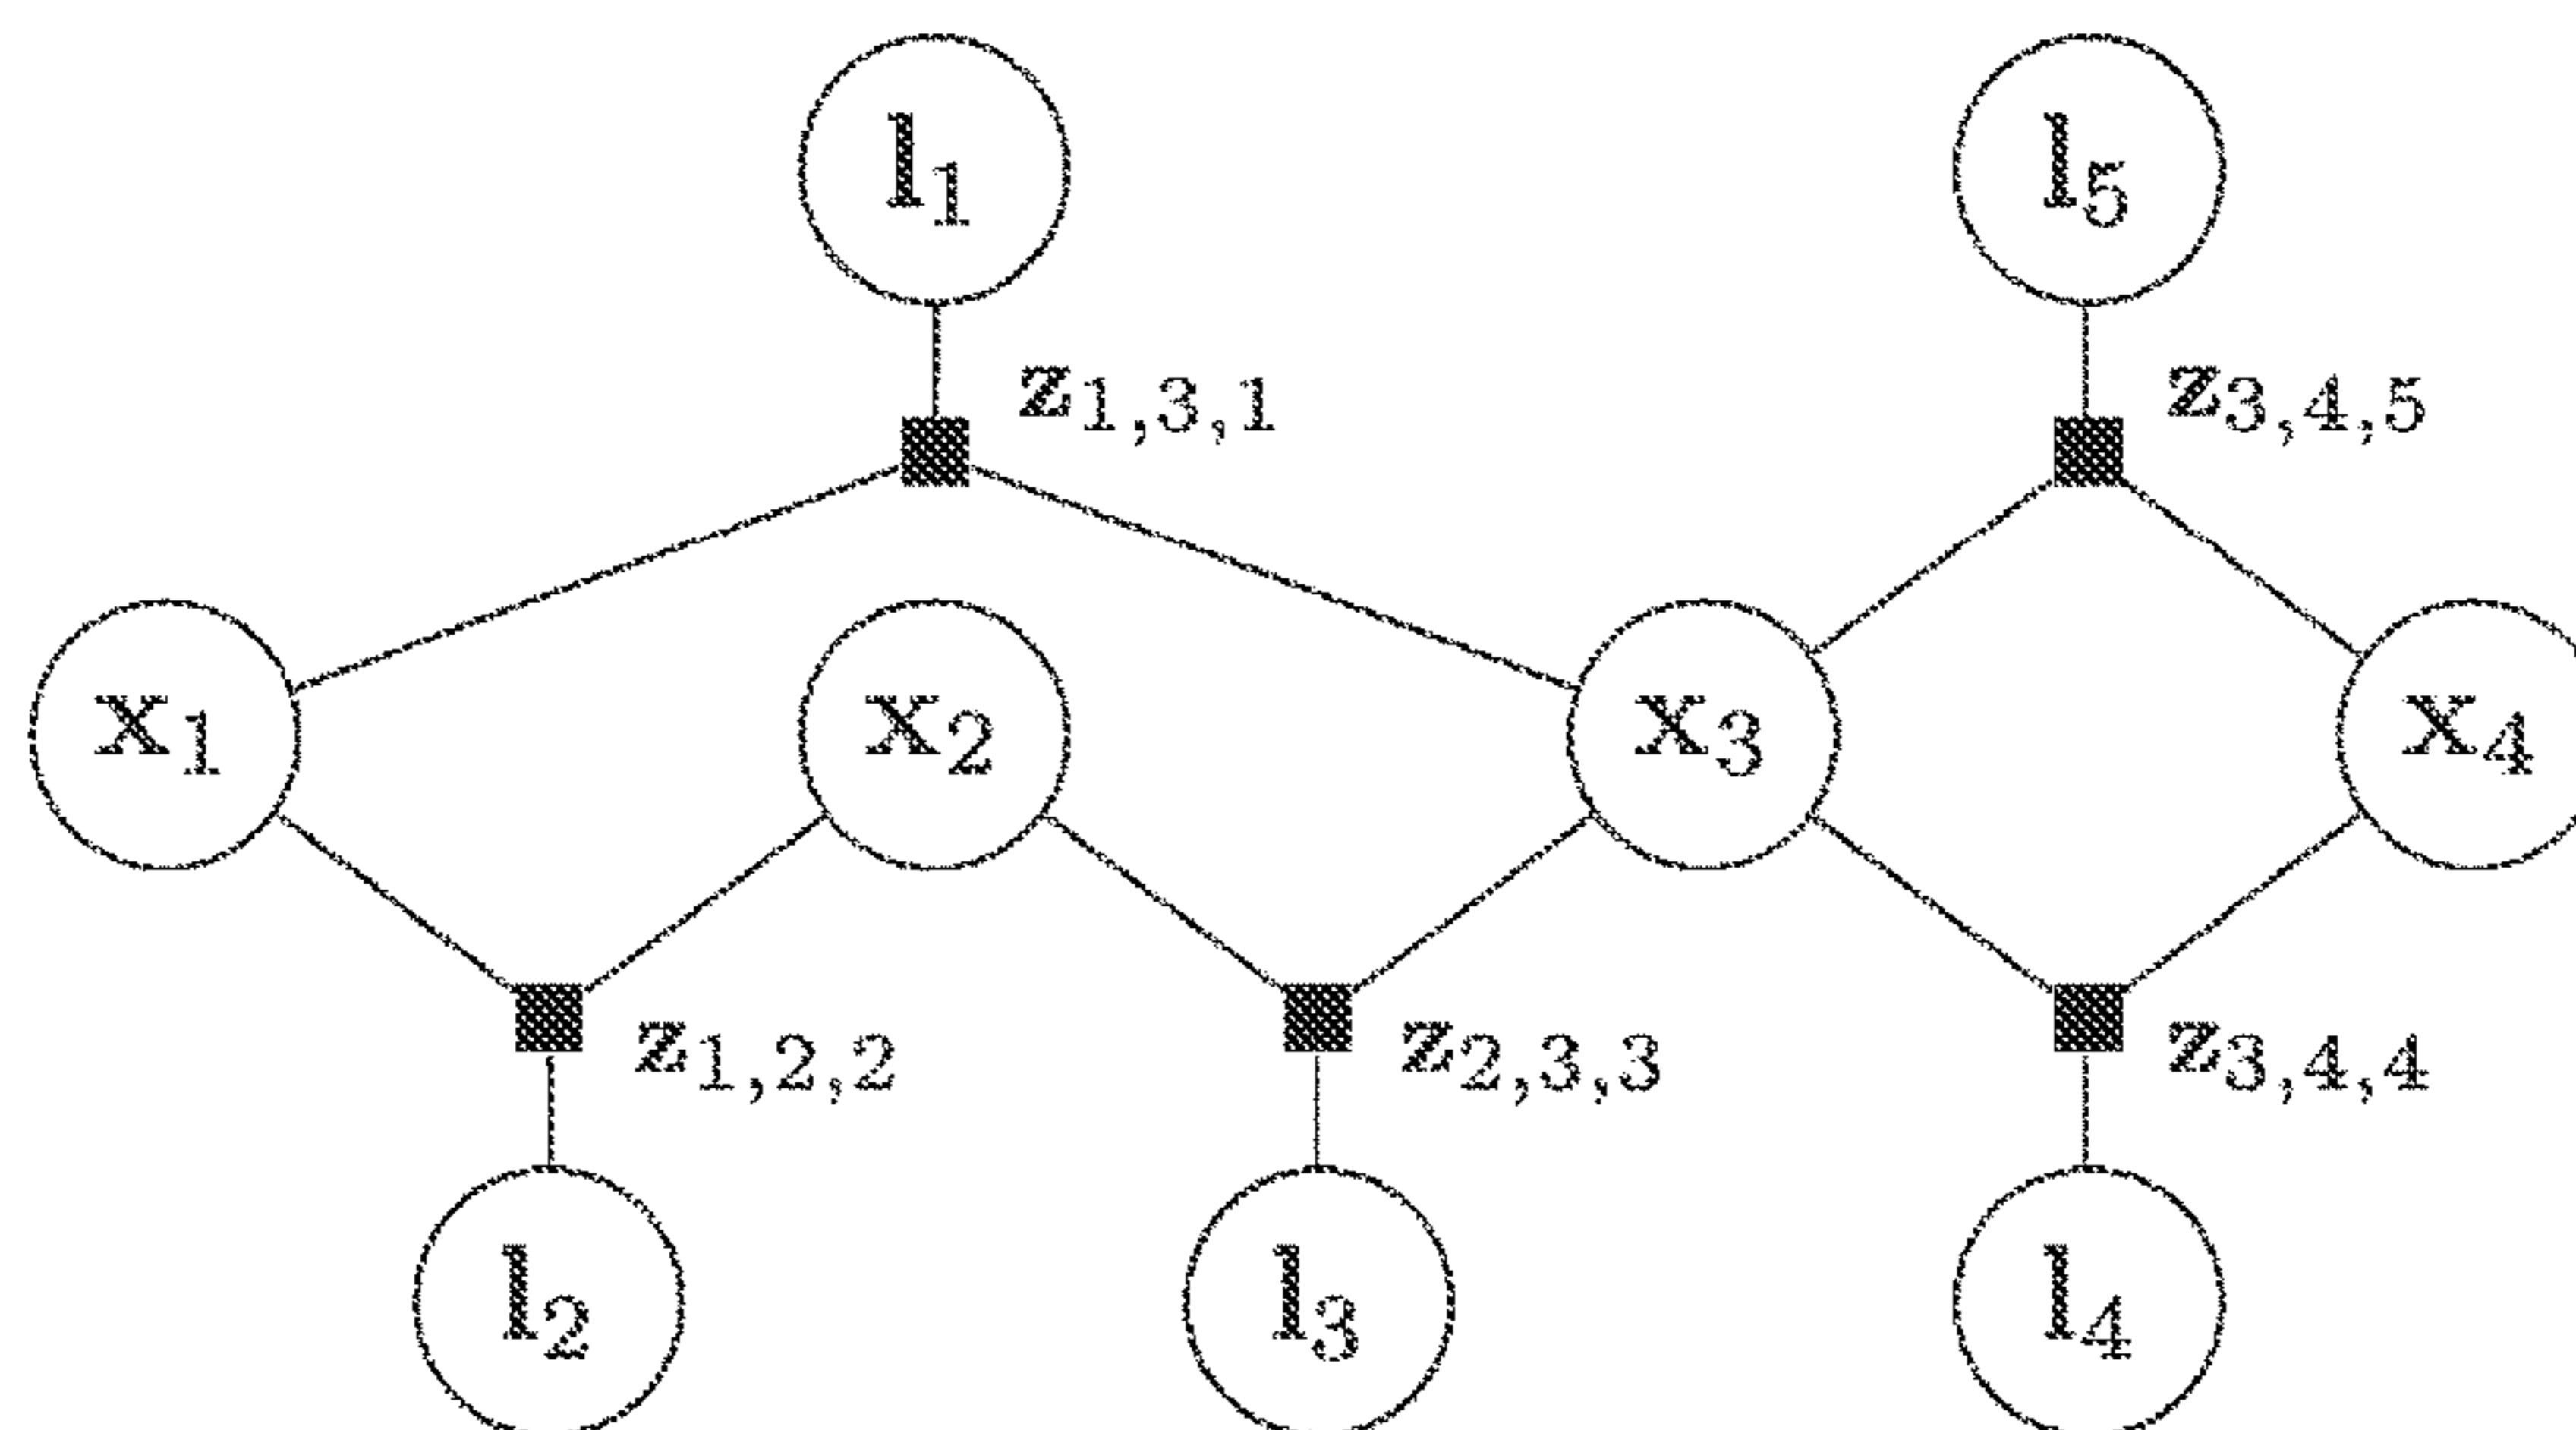 l₁ l₅
z₁,₃,₁ z₃,₄,₅
x₁ x₂ x₃ x₄
z₁,₂,₂ z₂,₃,₃ z₃,₄,₄
l₂ l₃ l₄